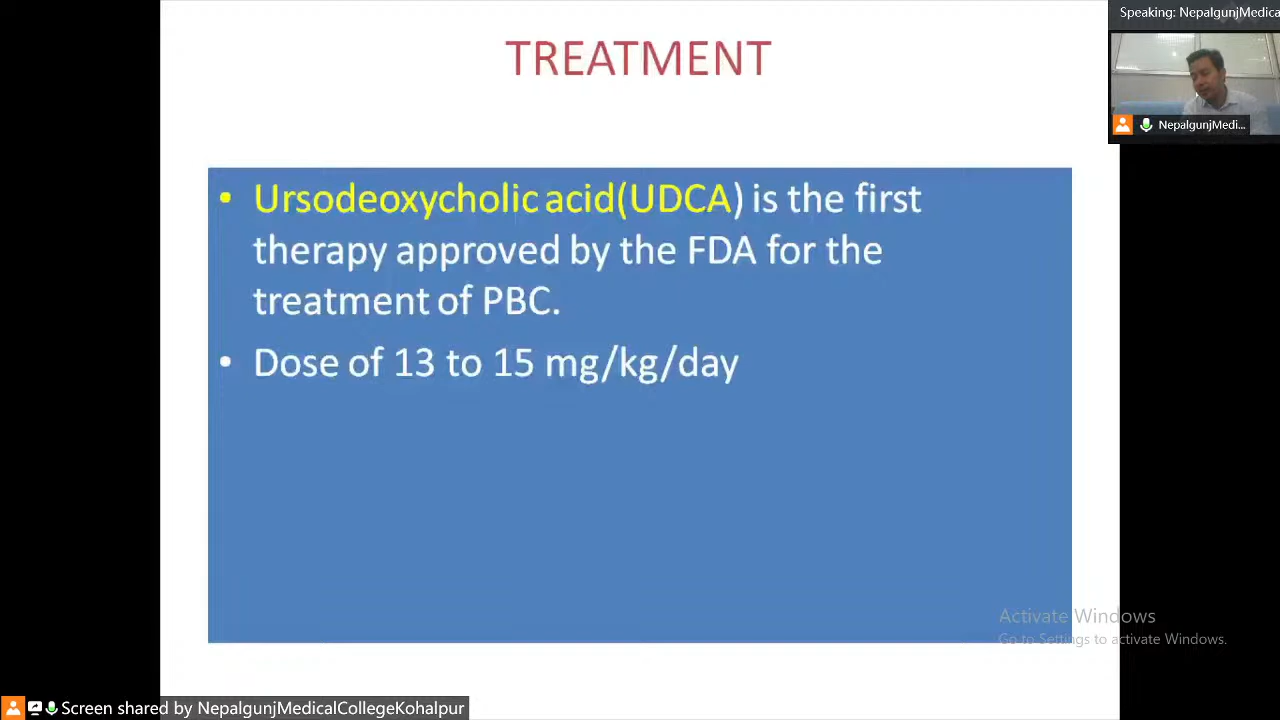 Speaking: NepalgunjMedica
TREATMENT
NepalgunjMedi...
• Ursodeoxycholic acid(UDCA) is the first
therapy approved by the FDA for the
treatment of PBC.
• Dose of 13 to 15 mg/kg/day
Activate Windows
Go to Settings to activate Windows.
Screen shared by NepalgunjMedicalCollegeKohalpur